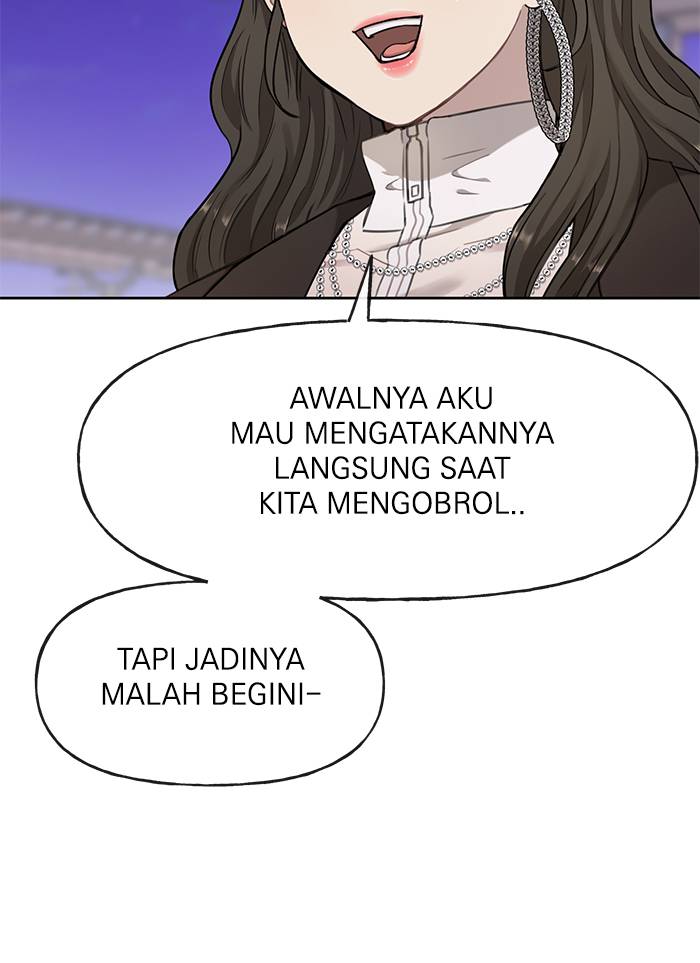 AWALNYA AKU
MAU MENGATAKANNYA
LANGSUNG SAAT
KITA MENGOBROL..
TAPI JADINYA
MALAH BEGINI-